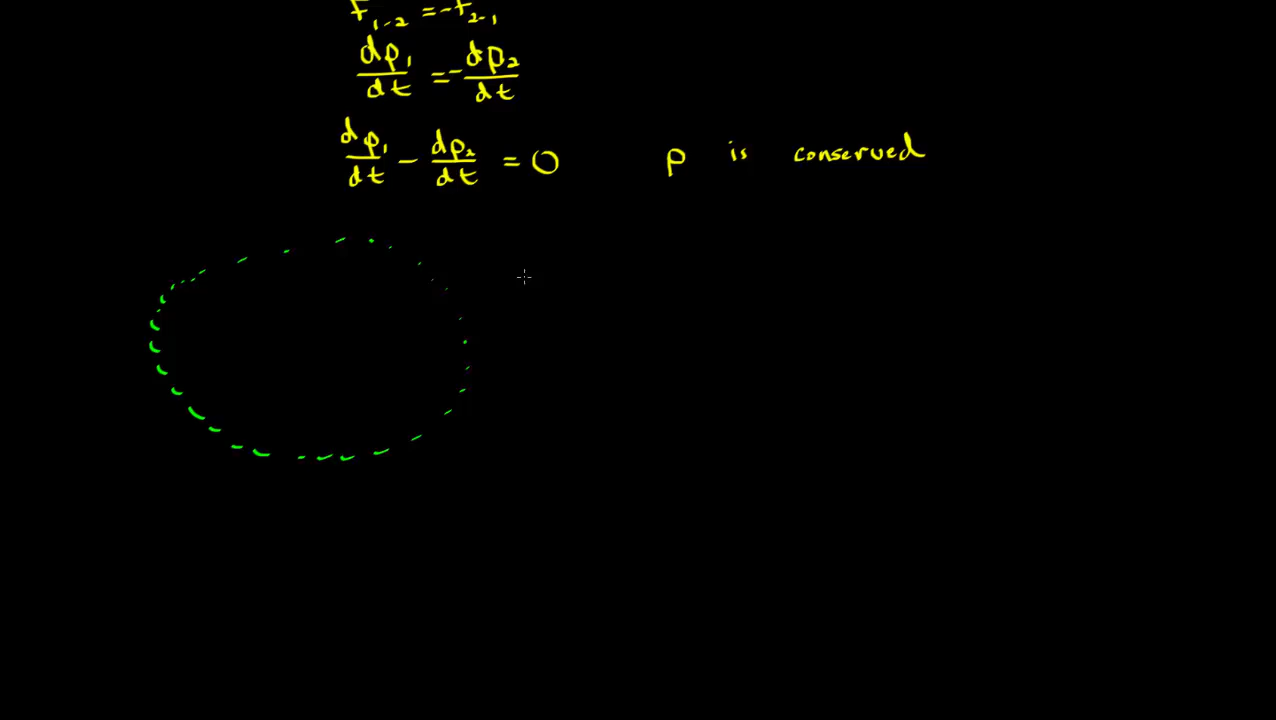 F₁₋₂ = -F₂₋₁
dp₁/dt = -dp₂/dt
dp₁/dt - dp₂/dt = 0 p is conserved